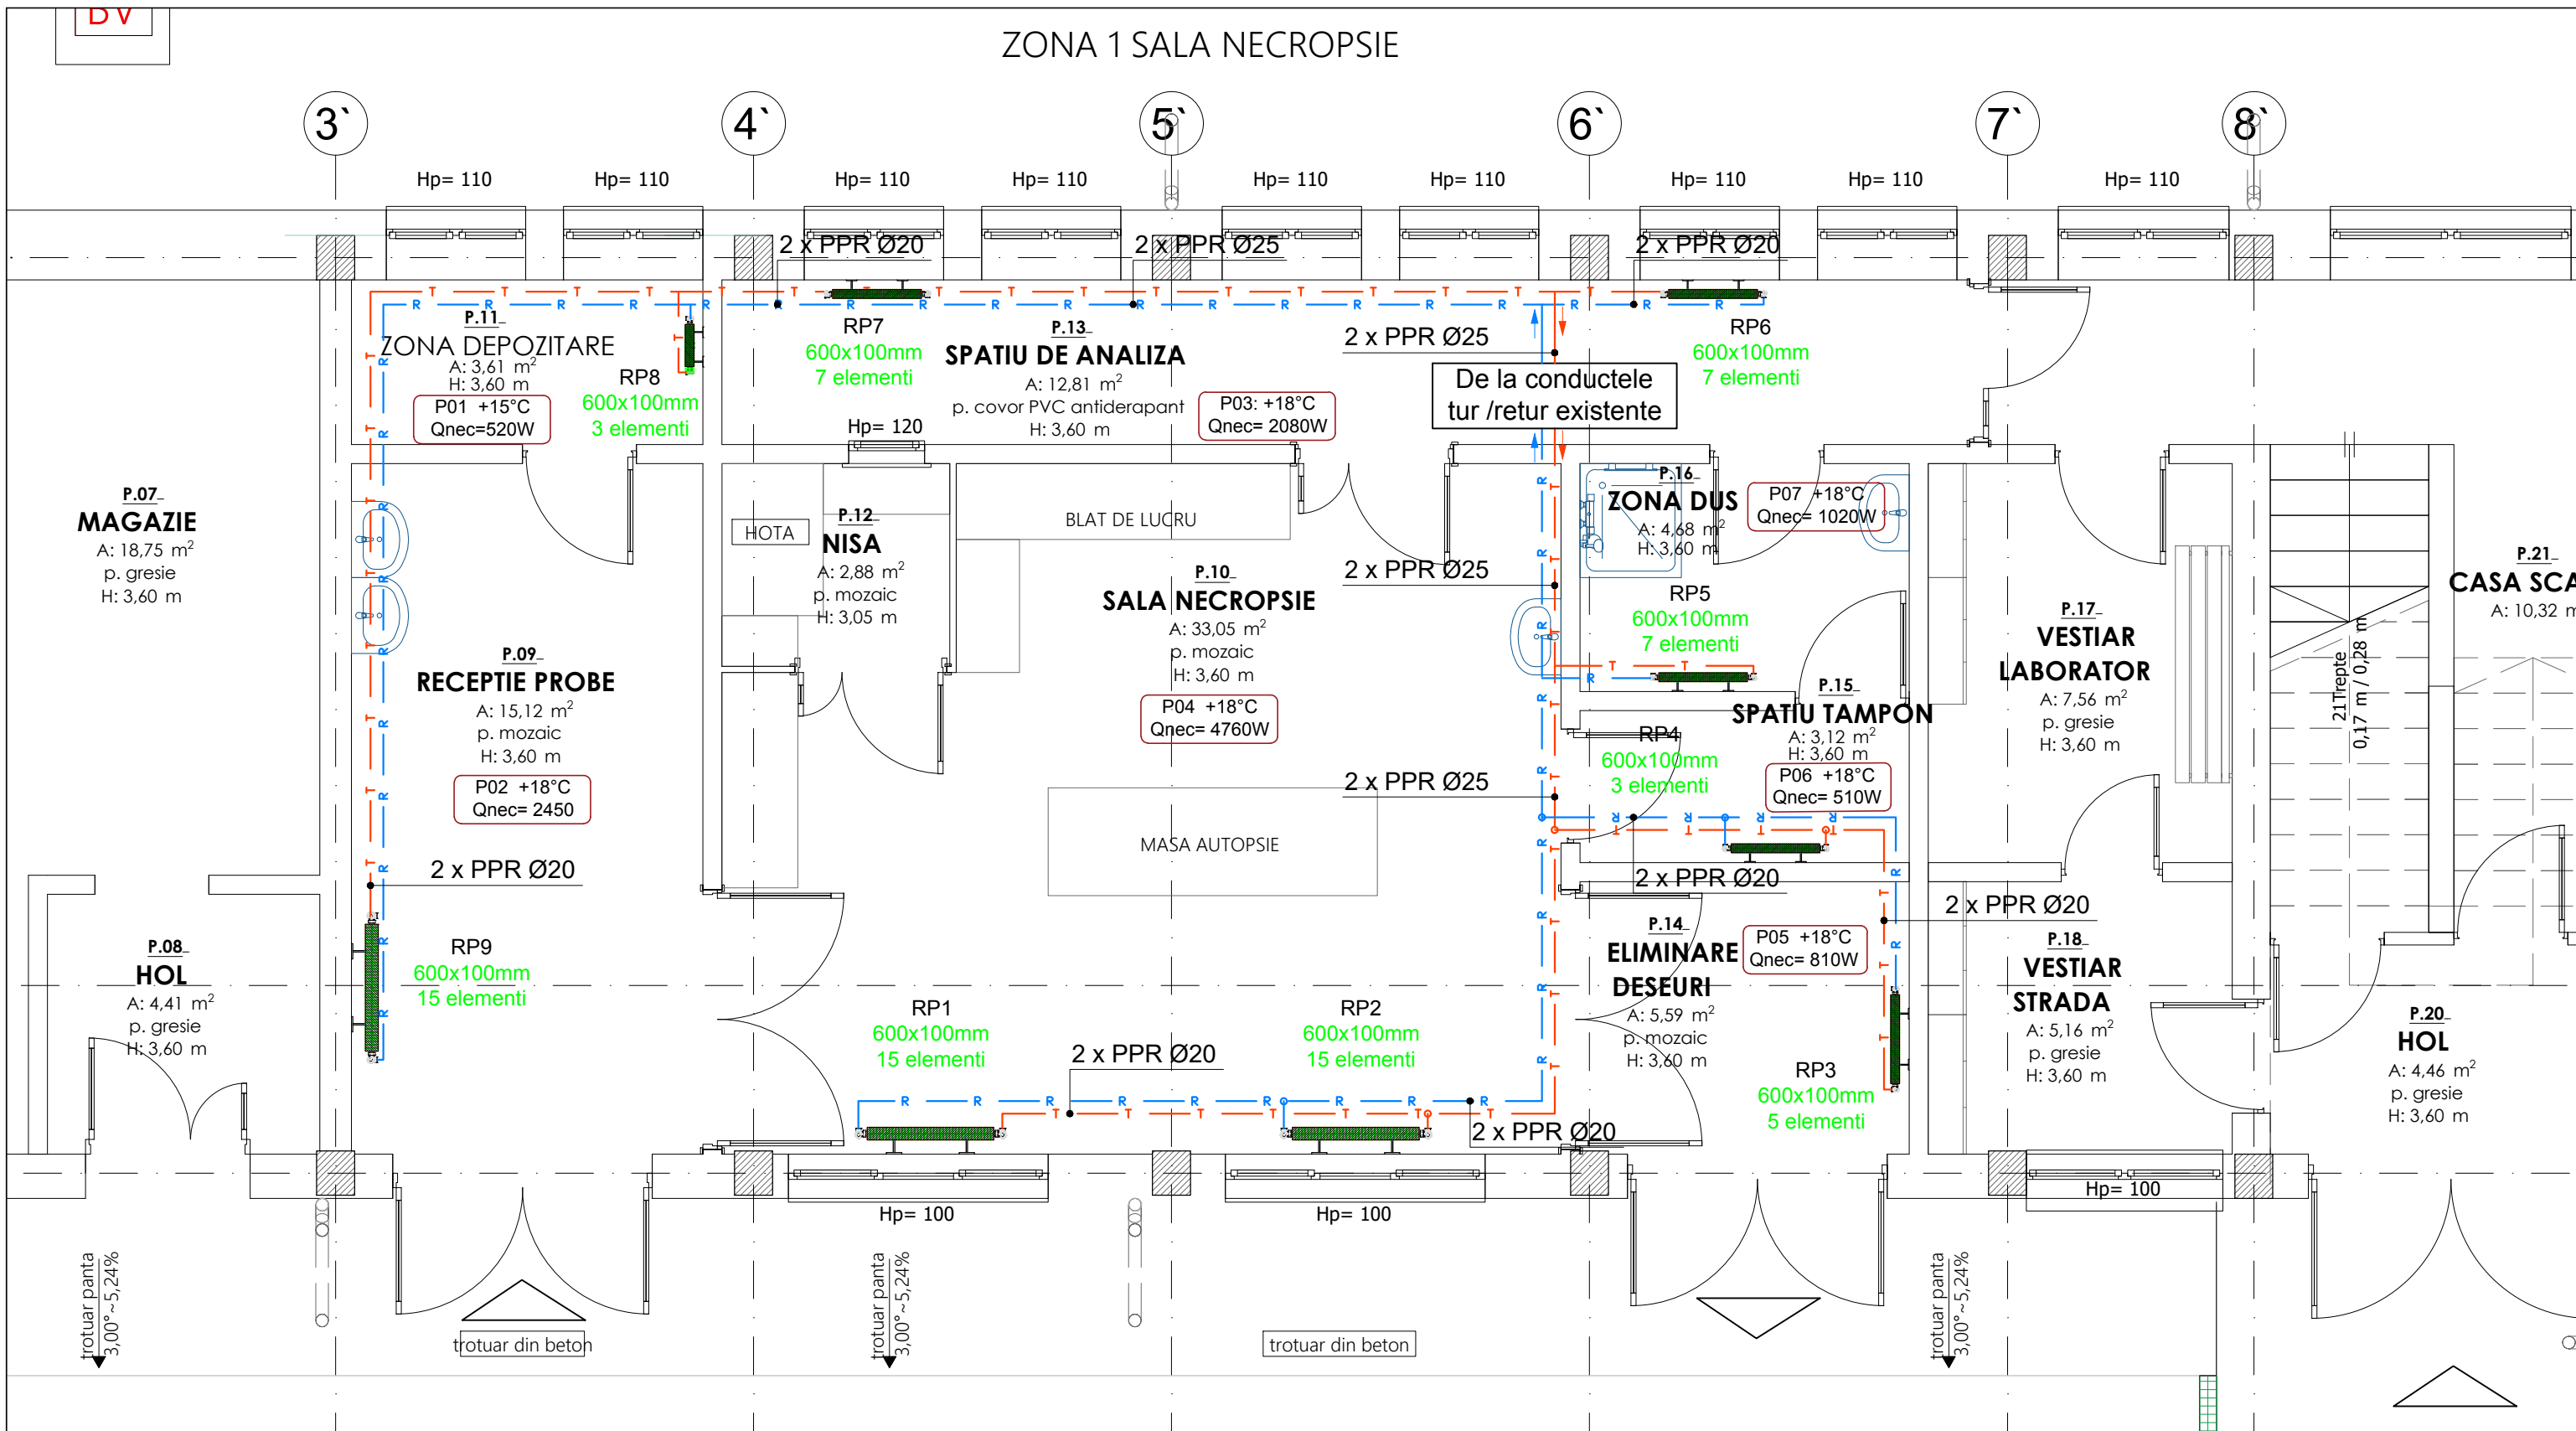 BV
ZONA 1 SALA NECROPSIE
3`
4`
5`
6`
7`
8`
Hp= 110
Hp= 110
Hp= 110
Hp= 110
Hp= 110
Hp= 110
Hp= 110
Hp= 110
Hp= 110
2 x PPR Ø20
2 x PPR Ø25
2 x PPR Ø20
P.11
ZONA DEPOZITARE
A: 3,61 m²
H: 3,60 m
P01 +15°C
Qnec=520W
RP8
600x100mm
3 elementi
RP7
600x100mm
7 elementi
P.13
SPATIU DE ANALIZA
A: 12,81 m²
p. covor PVC antiderapant
H: 3,60 m
P03: +18°C
Qnec= 2080W
2 x PPR Ø25
De la conductele
tur /retur existente
RP6
600x100mm
7 elementi
Hp= 120
P.07
MAGAZIE
A: 18,75 m²
p. gresie
H: 3,60 m
HOTA
P.12
NISA
A: 2,88 m²
p. mozaic
H: 3,05 m
BLAT DE LUCRU
P.10
SALA NECROPSIE
A: 33,05 m²
p. mozaic
H: 3,60 m
P04 +18°C
Qnec= 4760W
2 x PPR Ø25
P.16
ZONA DUS
A: 4,68 m²
H: 3,60 m
P07 +18°C
Qnec= 1020W
RP5
600x100mm
7 elementi
P.17
VESTIAR
LABORATOR
A: 7,56 m²
p. gresie
H: 3,60 m
21Trepte
0,17 m / 0,28 m
P.21
CASA SCA
A: 10,32 m
P.09
RECEPTIE PROBE
A: 15,12 m²
p. mozaic
H: 3,60 m
P02 +18°C
Qnec= 2450
2 x PPR Ø20
2 x PPR Ø25
MASA AUTOPSIE
P.15
SPATIU TAMPON
A: 3,12 m²
H: 3,60 m
P06 +18°C
Qnec= 510W
RP4
600x100mm
3 elementi
2 x PPR Ø20
2 x PPR Ø20
P.08
HOL
A: 4,41 m²
p. gresie
H: 3,60 m
RP9
600x100mm
15 elementi
RP1
600x100mm
15 elementi
2 x PPR Ø20
RP2
600x100mm
15 elementi
2 x PPR Ø20
P.14
ELIMINARE
DESEURI
A: 5,59 m²
p. mozaic
H: 3,60 m
P05 +18°C
Qnec= 810W
RP3
600x100mm
5 elementi
P.18
VESTIAR
STRADA
A: 5,16 m²
p. gresie
H: 3,60 m
P.20
HOL
A: 4,46 m²
p. gresie
H: 3,60 m
Hp= 100
Hp= 100
Hp= 100
trotuar panta
3,00°~5,24%
trotuar din beton
trotuar panta
3,00°~5,24%
trotuar din beton
trotuar panta
3,00°~5,24%